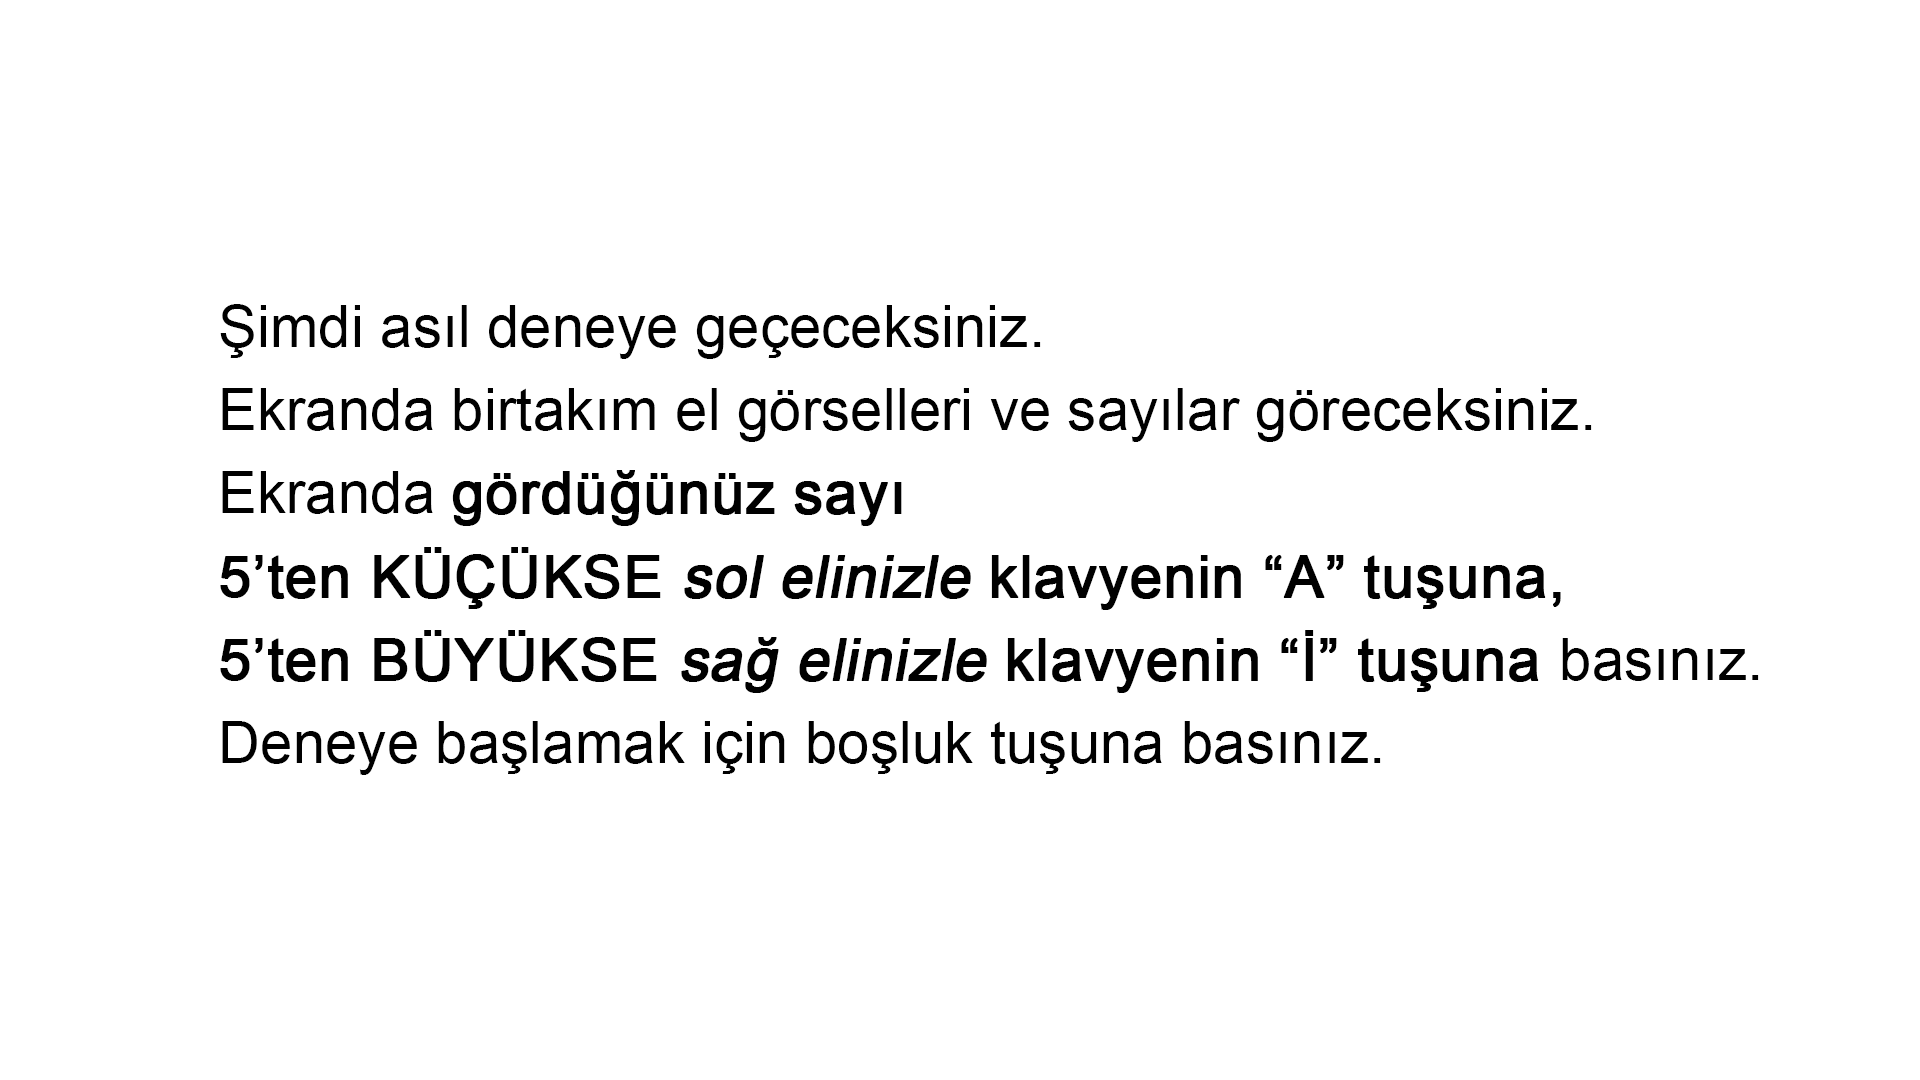 Şimdi asıl deneye geçeceksiniz.
Ekranda birtakım el görselleri ve sayılar göreceksiniz.
Ekranda gördüğünüz sayı
5’ten KÜÇÜKSE sol elinizle klavyenin “A” tuşuna,
5’ten BÜYÜKSE sağ elinizle klavyenin “İ” tuşuna basınız.
Deneye başlamak için boşluk tuşuna basınız.